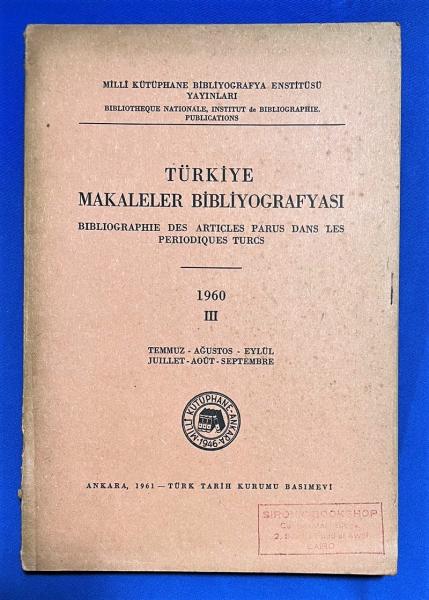 MİLLÎ KÜTÜPHANE BİBLİYOGRAFYA ENSTİTÜSÜ
YAYINLARI
BIBLIOTHEQUE NATIONALE, INSTITUT de BIBLIOGRAPHIE.
PUBLICATIONS
TÜRKİYE
MAKALELER BİBLİYOGRAFYASI
BIBLIOGRAPHIE DES ARTICLES PARUS DANS LES
PERIODIQUES TURCS
1960
III
TEMMUZ - AĞUSTOS - EYLÜL
JUILLET - AOÛT - SEPTEMBRE
MİLLÎ KÜTÜPHANE - ANKARA
1946
ANKARA, 1961 — TÜRK TARİH KURUMU BASIMEVİ
BOOKSHOP
2,
CAIRO